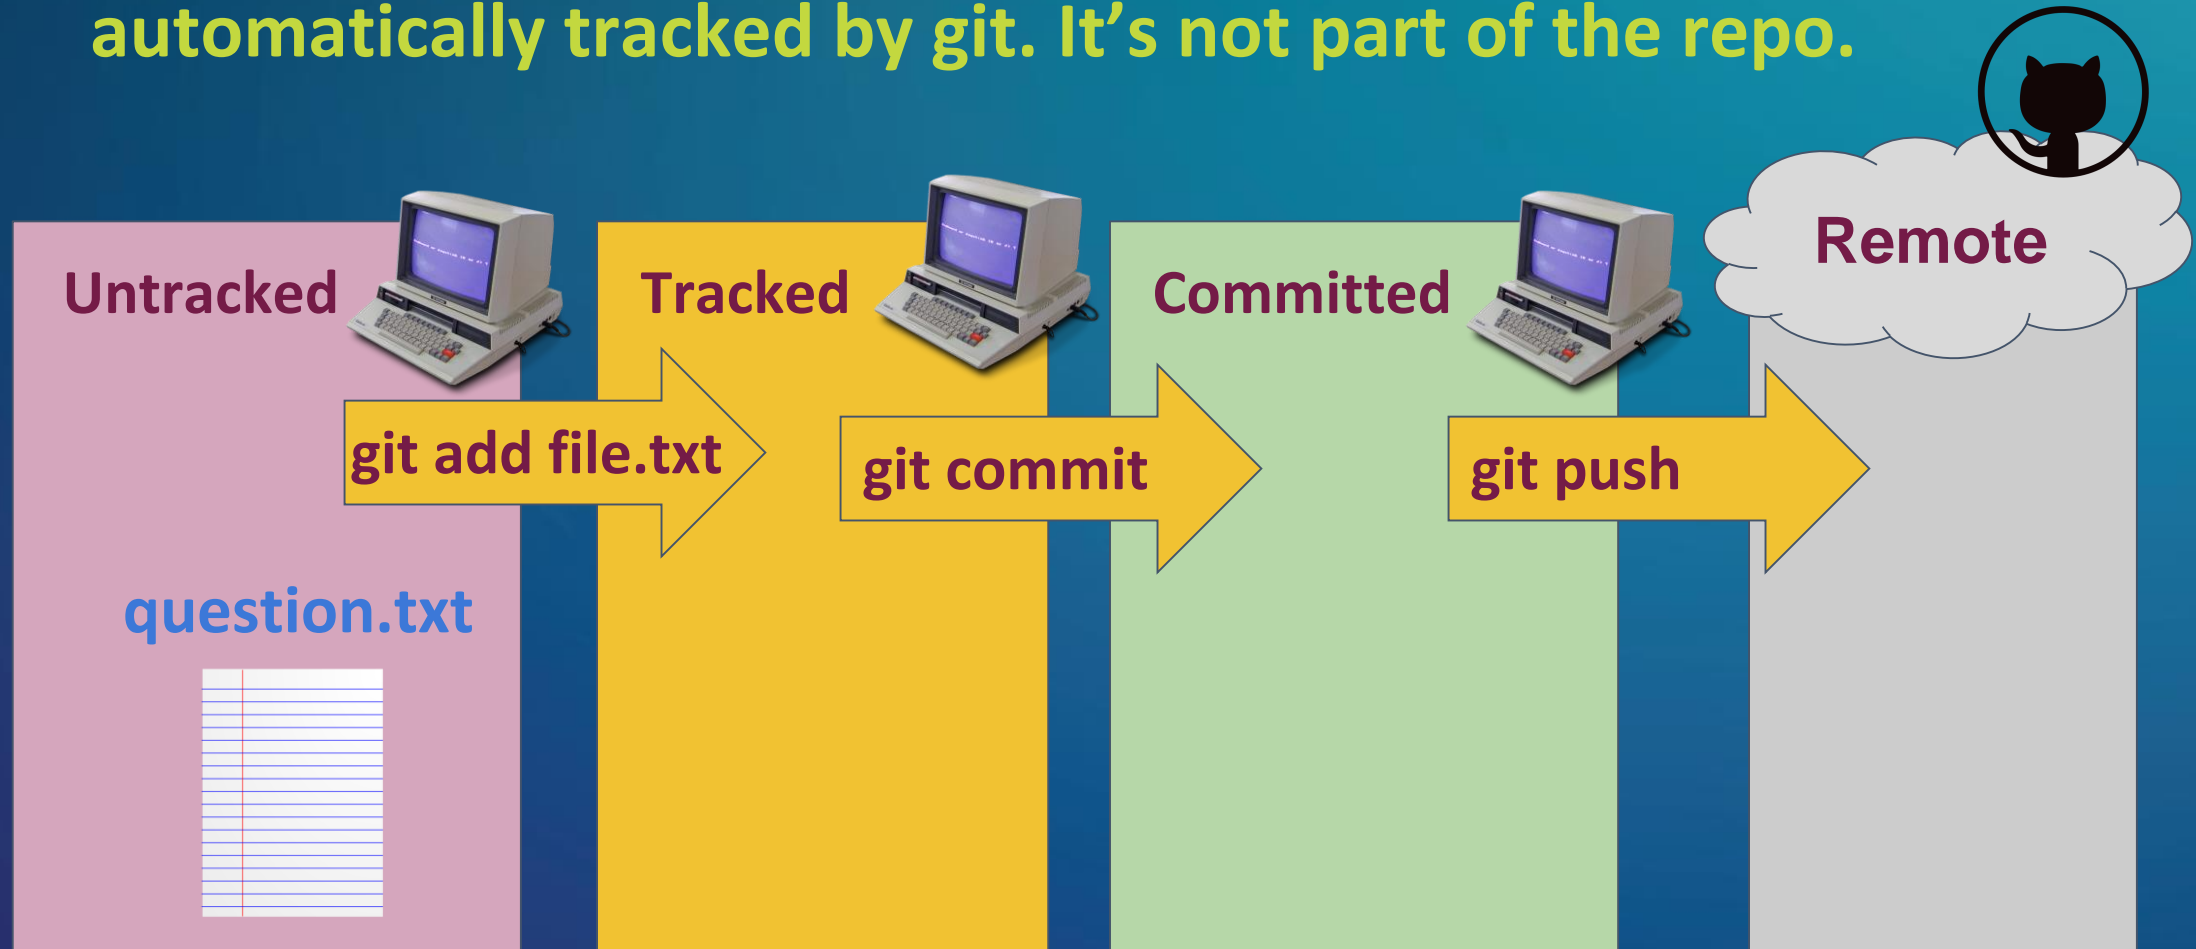 automatically tracked by git. It’s not part of the repo.
Remote
Untracked
Tracked
Committed
git add file.txt
git commit
git push
question.txt